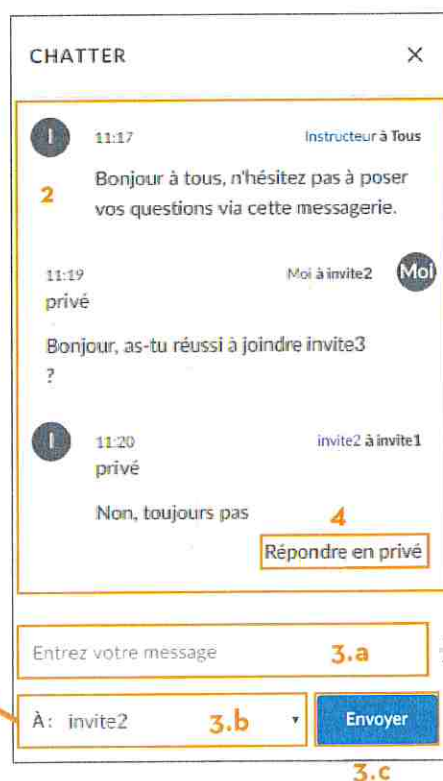 CHATTER ×
I 11:17 Instructeur à Tous
2 Bonjour à tous, n'hésitez pas à poser
vos questions via cette messagerie.
11:19 Moi à invite2 Moi
privé
Bonjour, as-tu réussi à joindre invite3
?
I 11:20 invite2 à invite1
privé
Non, toujours pas
4
Répondre en privé
Entrez votre message 3.a
À : invite2 3.b Envoyer
3.c